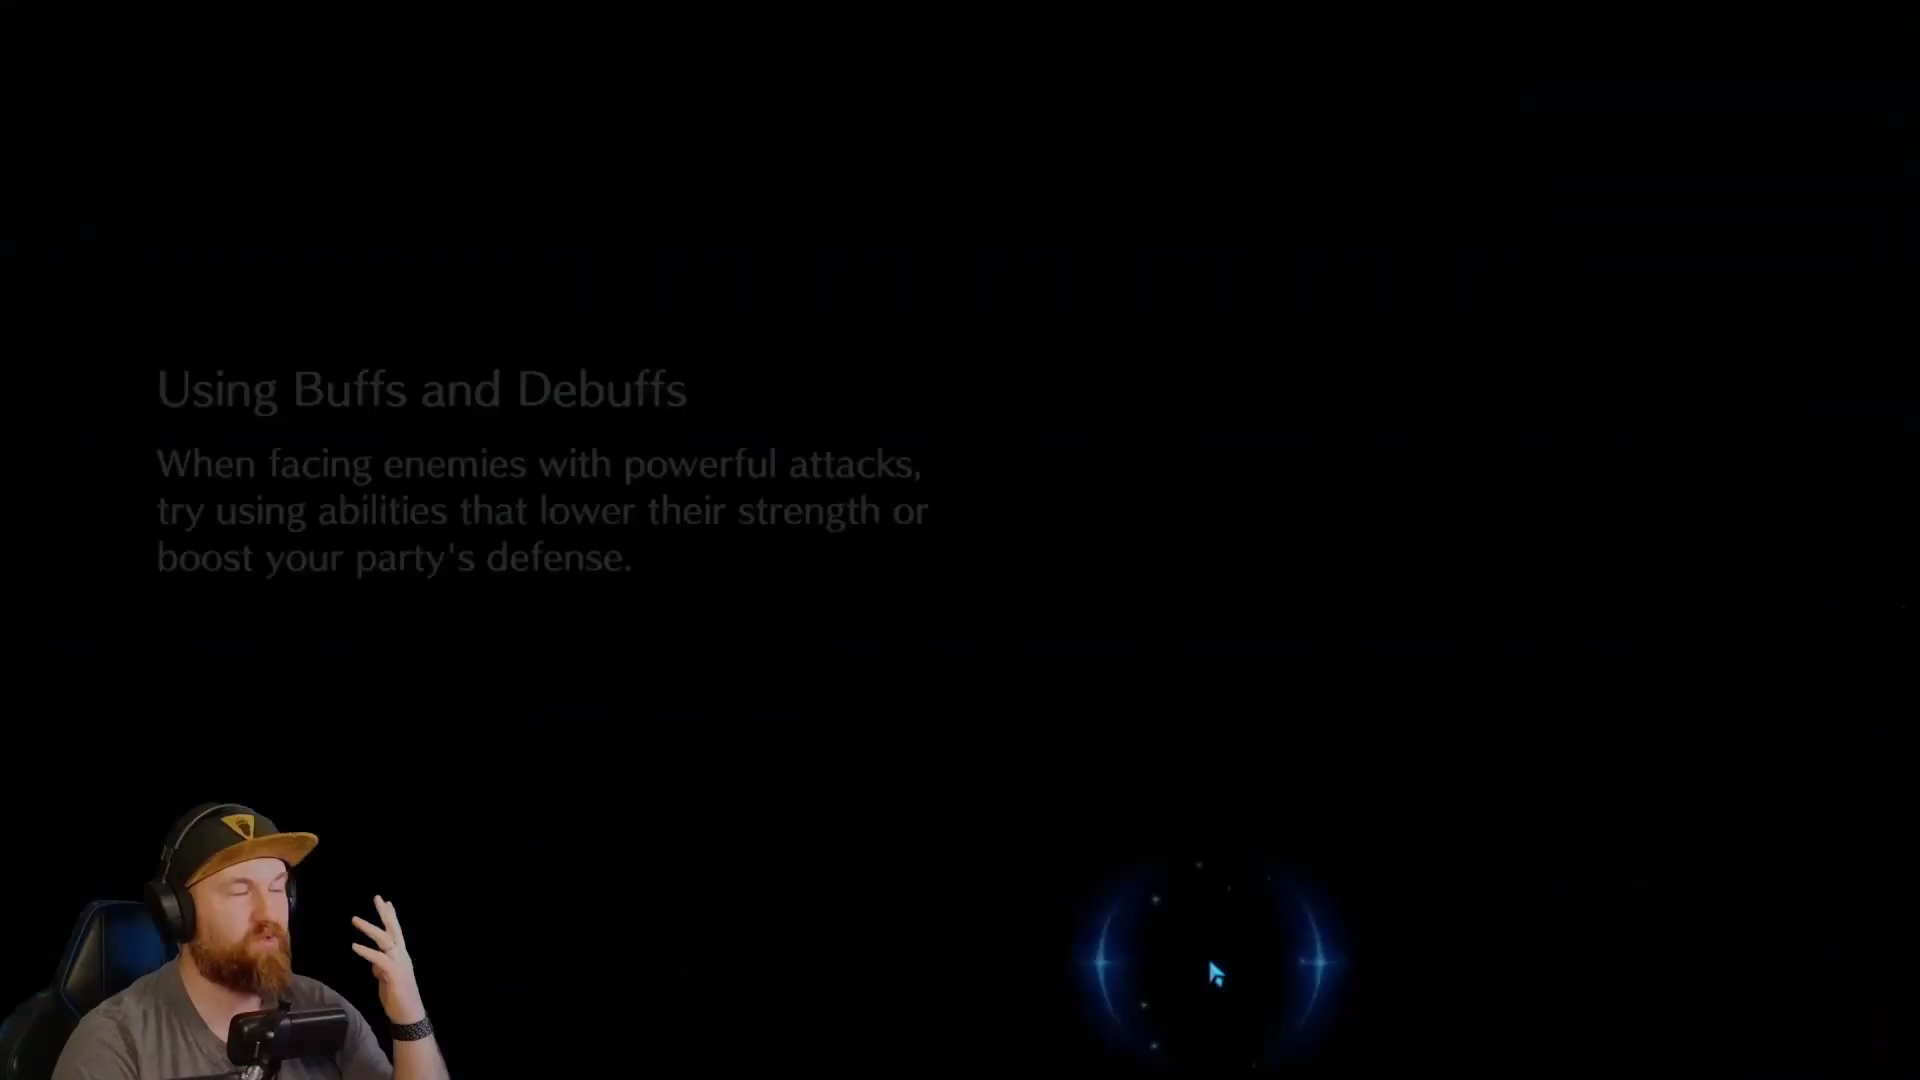 Using Buffs and Debuffs
When facing enemies with powerful attacks,
try using abilities that lower their strength or
boost your party's defense.